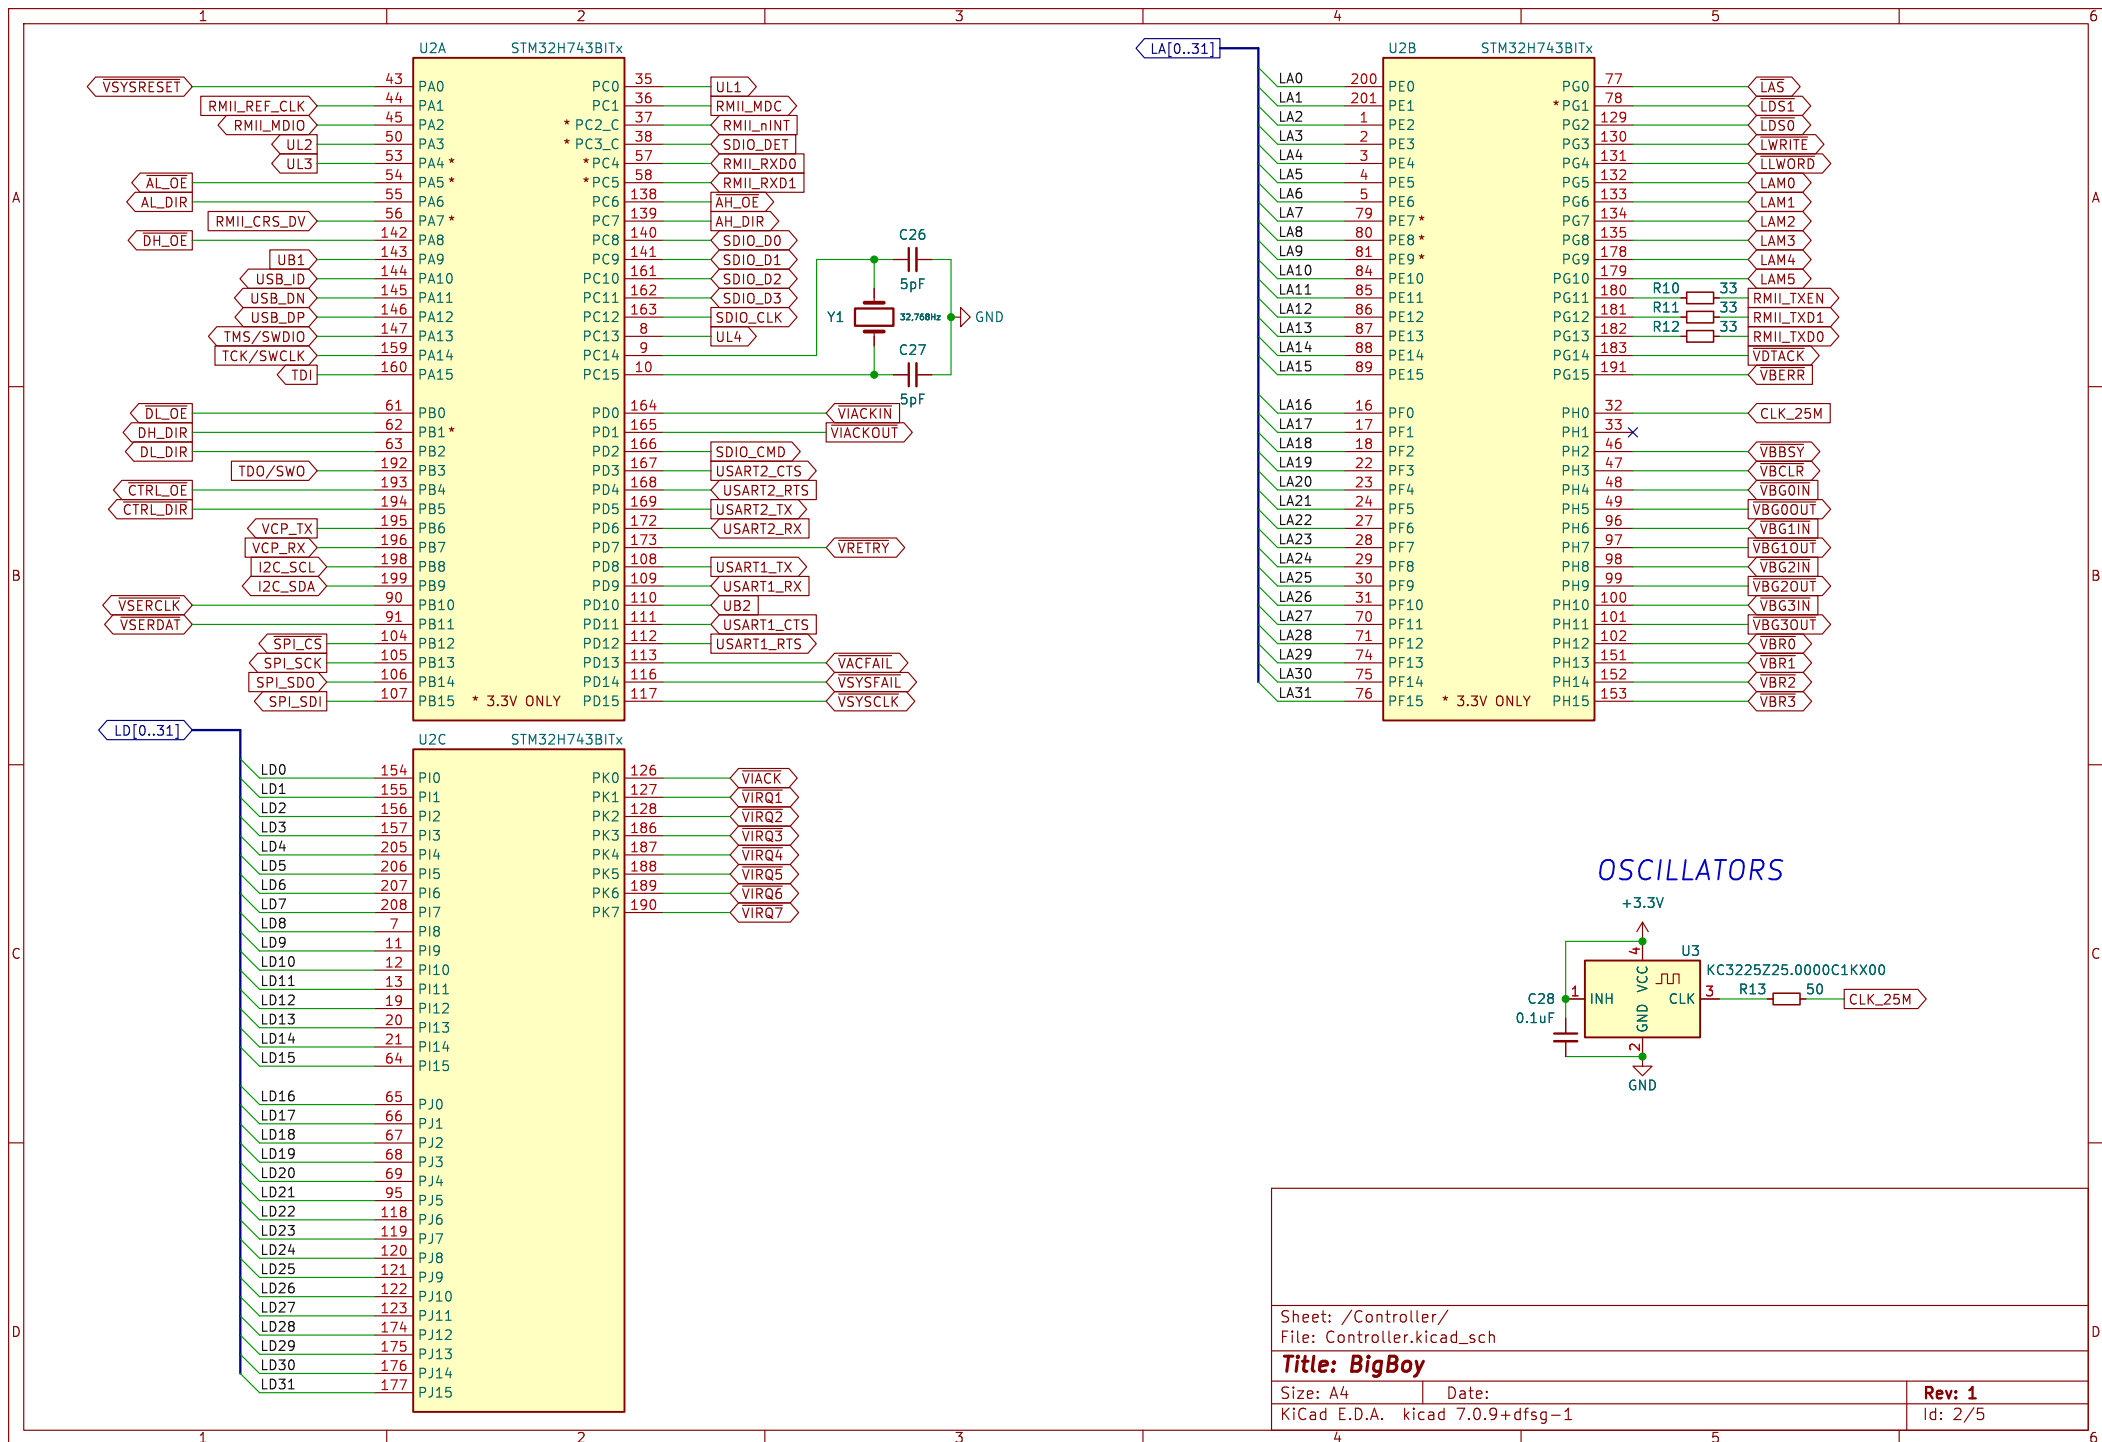 1 2 3 4 5 6
A
B
C
D
U2A STM32H743BITx
VSYSRESET 43 PA0 PC0 35 UL1
RMII_REF_CLK 44 PA1 PC1 36 RMII_MDC
RMII_MDIO 45 PA2 * PC2_C 37 RMII_nINT
UL2 50 PA3 * PC3_C 38 SDIO_DET
UL3 53 PA4 * * PC4 57 RMII_RXD0
AL_OE 54 PA5 * * PC5 58 RMII_RXD1
AL_DIR 55 PA6 PC6 138 AH_OE
RMII_CRS_DV 56 PA7 * PC7 139 AH_DIR
DH_OE 142 PA8 PC8 140 SDIO_D0
UB1 143 PA9 PC9 141 SDIO_D1
USB_ID 144 PA10 PC10 161 SDIO_D2
USB_DN 145 PA11 PC11 162 SDIO_D3
USB_DP 146 PA12 PC12 163 SDIO_CLK
TMS/SWDIO 147 PA13 PC13 8 UL4
TCK/SWCLK 159 PA14 PC14 9
TDI 160 PA15 PC15 10
DL_OE 61 PB0 PD0 164 VIACKIN
DH_DIR 62 PB1 * PD1 165 VIACKOUT
DL_DIR 63 PB2 PD2 166 SDIO_CMD
TDO/SWO 192 PB3 PD3 167 USART2_CTS
CTRL_OE 193 PB4 PD4 168 USART2_RTS
CTRL_DIR 194 PB5 PD5 169 USART2_TX
VCP_TX 195 PB6 PD6 172 USART2_RX
VCP_RX 196 PB7 PD7 173 VRETRY
I2C_SCL 198 PB8 PD8 108 USART1_TX
I2C_SDA 199 PB9 PD9 109 USART1_RX
VSERCLK 90 PB10 PD10 110 UB2
VSERDAT 91 PB11 PD11 111 USART1_CTS
SPI_CS 104 PB12 PD12 112 USART1_RTS
SPI_SCK 105 PB13 PD13 113 VACFAIL
SPI_SDO 106 PB14 PD14 116 VSYSFAIL
SPI_SDI 107 PB15 * 3.3V ONLY PD15 117 VSYSCLK
C26
5pF
Y1 32,768Hz GND
C27
5pF
LA[0..31]
U2B STM32H743BITx
LA0 200 PE0 PG0 77 LAS
LA1 201 PE1 * PG1 78 LDS1
LA2 1 PE2 PG2 129 LDS0
LA3 2 PE3 PG3 130 LWRITE
LA4 3 PE4 PG4 131 LLWORD
LA5 4 PE5 PG5 132 LAM0
LA6 5 PE6 PG6 133 LAM1
LA7 79 PE7 * PG7 134 LAM2
LA8 80 PE8 * PG8 135 LAM3
LA9 81 PE9 * PG9 178 LAM4
LA10 84 PE10 PG10 179 LAM5
LA11 85 PE11 PG11 180 R10 33 RMII_TXEN
LA12 86 PE12 PG12 181 R11 33 RMII_TXD1
LA13 87 PE13 PG13 182 R12 33 RMII_TXD0
LA14 88 PE14 PG14 183 VDTACK
LA15 89 PE15 PG15 191 VBERR
LA16 16 PF0 PH0 32 CLK_25M
LA17 17 PF1 PH1 33
LA18 18 PF2 PH2 46 VBBSY
LA19 22 PF3 PH3 47 VBCLR
LA20 23 PF4 PH4 48 VBG0IN
LA21 24 PF5 PH5 49 VBG0OUT
LA22 27 PF6 PH6 96 VBG1IN
LA23 28 PF7 PH7 97 VBG1OUT
LA24 29 PF8 PH8 98 VBG2IN
LA25 30 PF9 PH9 99 VBG2OUT
LA26 31 PF10 PH10 100 VBG3IN
LA27 70 PF11 PH11 101 VBG3OUT
LA28 71 PF12 PH12 102 VBR0
LA29 74 PF13 PH13 151 VBR1
LA30 75 PF14 PH14 152 VBR2
LA31 76 PF15 * 3.3V ONLY PH15 153 VBR3
LD[0..31]
U2C STM32H743BITx
LD0 154 PI0 PK0 126 VIACK
LD1 155 PI1 PK1 127 VIRQ1
LD2 156 PI2 PK2 128 VIRQ2
LD3 157 PI3 PK3 186 VIRQ3
LD4 205 PI4 PK4 187 VIRQ4
LD5 206 PI5 PK5 188 VIRQ5
LD6 207 PI6 PK6 189 VIRQ6
LD7 208 PI7 PK7 190 VIRQ7
LD8 7 PI8
LD9 11 PI9
LD10 12 PI10
LD11 13 PI11
LD12 19 PI12
LD13 20 PI13
LD14 21 PI14
LD15 64 PI15
LD16 65 PJ0
LD17 66 PJ1
LD18 67 PJ2
LD19 68 PJ3
LD20 69 PJ4
LD21 95 PJ5
LD22 118 PJ6
LD23 119 PJ7
LD24 120 PJ8
LD25 121 PJ9
LD26 122 PJ10
LD27 123 PJ11
LD28 174 PJ12
LD29 175 PJ13
LD30 176 PJ14
LD31 177 PJ15
OSCILLATORS
+3.3V
4 U3
VCC KC3225Z25.0000C1KX00
C28 1 INH CLK 3 R13 50 CLK_25M
0.1uF GND
2
GND
Sheet: /Controller/
File: Controller.kicad_sch
Title: BigBoy
Size: A4 Date: Rev: 1
KiCad E.D.A. kicad 7.0.9+dfsg-1 Id: 2/5
A
B
C
D
1 2 3 4 5 6